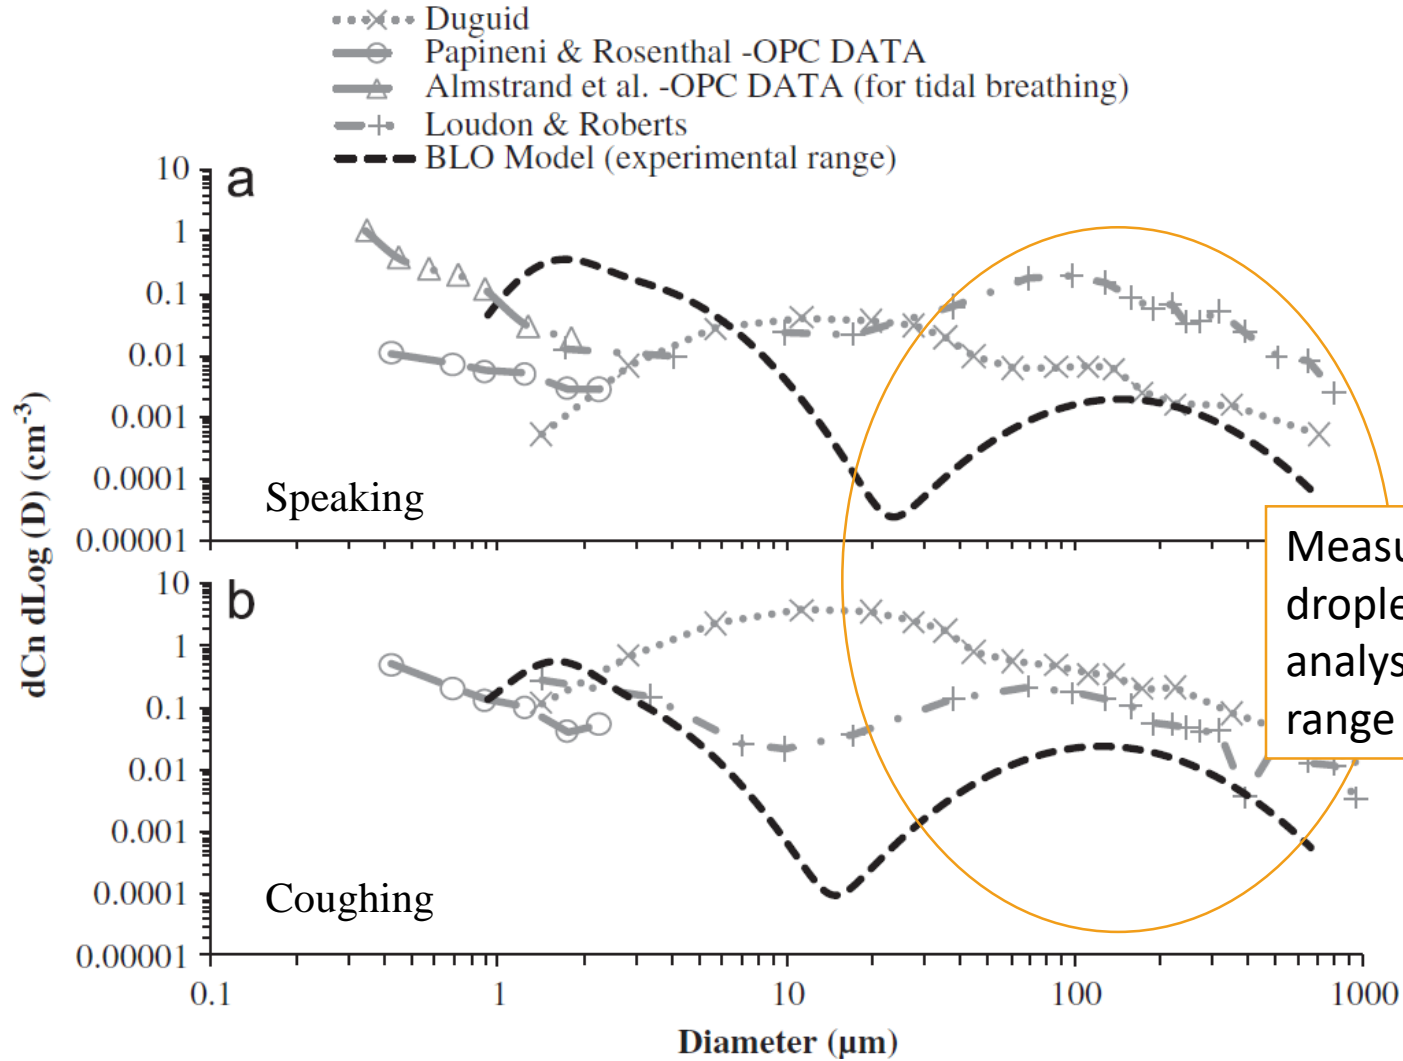 Duguid
Papineni & Rosenthal -OPC DATA
Almstrand et al. -OPC DATA (for tidal breathing)
Loudon & Roberts
BLO Model (experimental range)
a
10
1
0.1
0.01
0.001
0.0001
0.00001
Speaking
dCn dLog (D) (cm-3)
b
10
1
0.1
0.01
0.001
0.0001
0.00001
Coughing
Measu
drople
analys
range
0.1
1
10
100
1000
Diameter (µm)